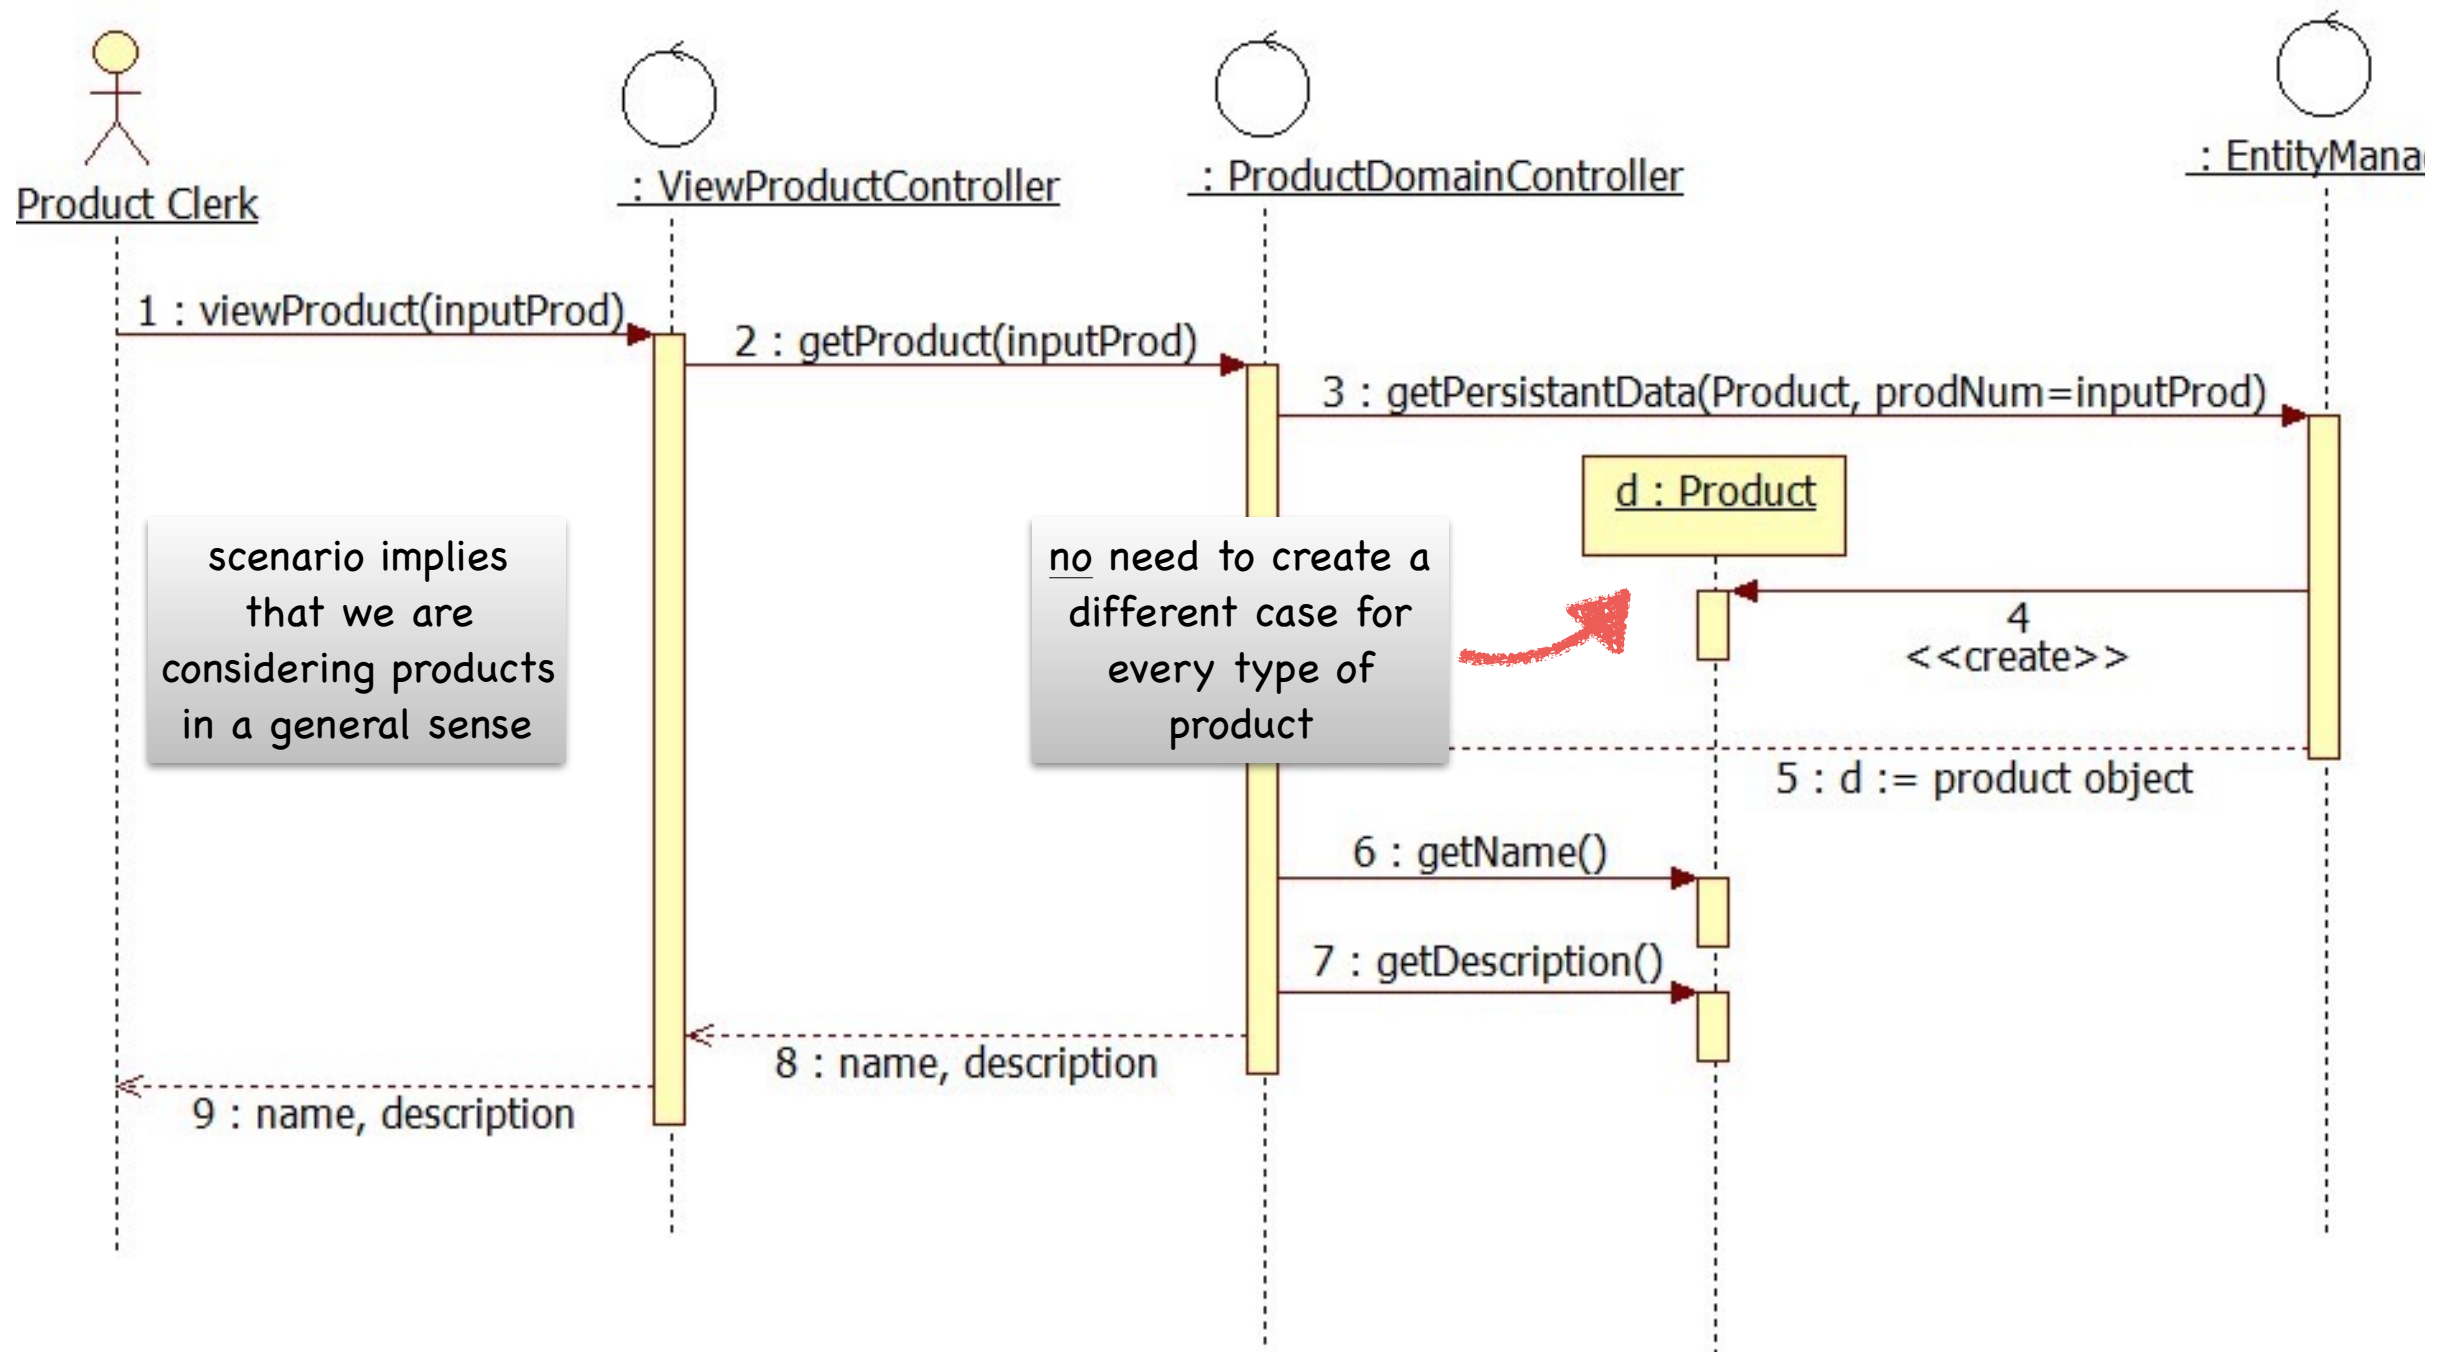 Product Clerk
: ViewProductController
: ProductDomainController
: EntityMana
1 : viewProduct(inputProd)
2 : getProduct(inputProd)
3 : getPersistantData(Product, prodNum=inputProd)
d : Product
scenario implies
that we are
considering products
in a general sense
no need to create a
different case for
every type of
product
4
<<create>>
5 : d := product object
6 : getName()
7 : getDescription()
8 : name, description
9 : name, description